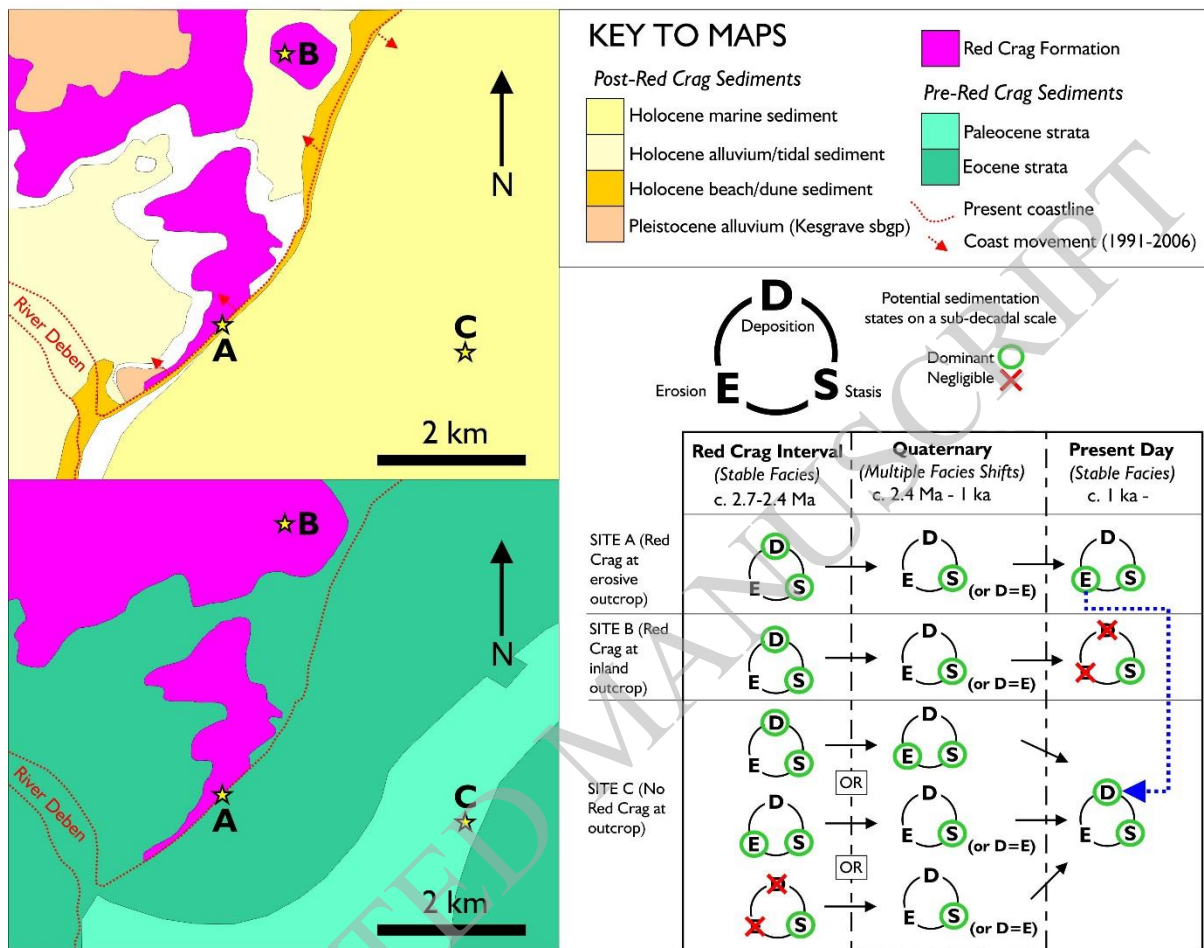 B
N
River Deben
A
C
2 km
B
N
River Deben
A
C
2 km
KEY TO MAPS
Post-Red Crag Sediments
Holocene marine sediment
Holocene alluvium/tidal sediment
Holocene beach/dune sediment
Pleistocene alluvium (Kesgrave sbgp)
Red Crag Formation
Pre-Red Crag Sediments
Paleocene strata
Eocene strata
Present coastline
Coast movement (1991-2006)
D
Deposition
E
Erosion
S
Stasis
Potential sedimentation
states on a sub-decadal scale
Dominant
Negligible
Red Crag Interval
(Stable Facies)
c. 2.7-2.4 Ma
Quaternary
(Multiple Facies Shifts)
c. 2.4 Ma - 1 ka
Present Day
(Stable Facies)
c. 1 ka -
SITE A (Red
Crag at
erosive
outcrop)
D
E S
D
E S (or D=E)
D
E S
SITE B (Red
Crag at
inland
outcrop)
D
E S
D
E S (or D=E)
S
SITE C (No
Red Crag at
outcrop)
D
E S
D
E S
OR
D
E S
D
E S (or D=E)
D
E S
OR
S
D
E S (or D=E)
TED MANUSCRIPT